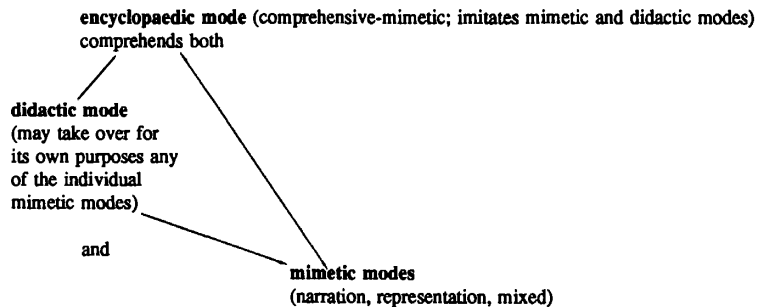 encyclopaedic mode (comprehensive-mimetic; imitates mimetic and didactic modes)
comprehends both
didactic mode
(may take over for
its own purposes any
of the individual
mimetic modes)
and
mimetic modes
(narration, representation, mixed)